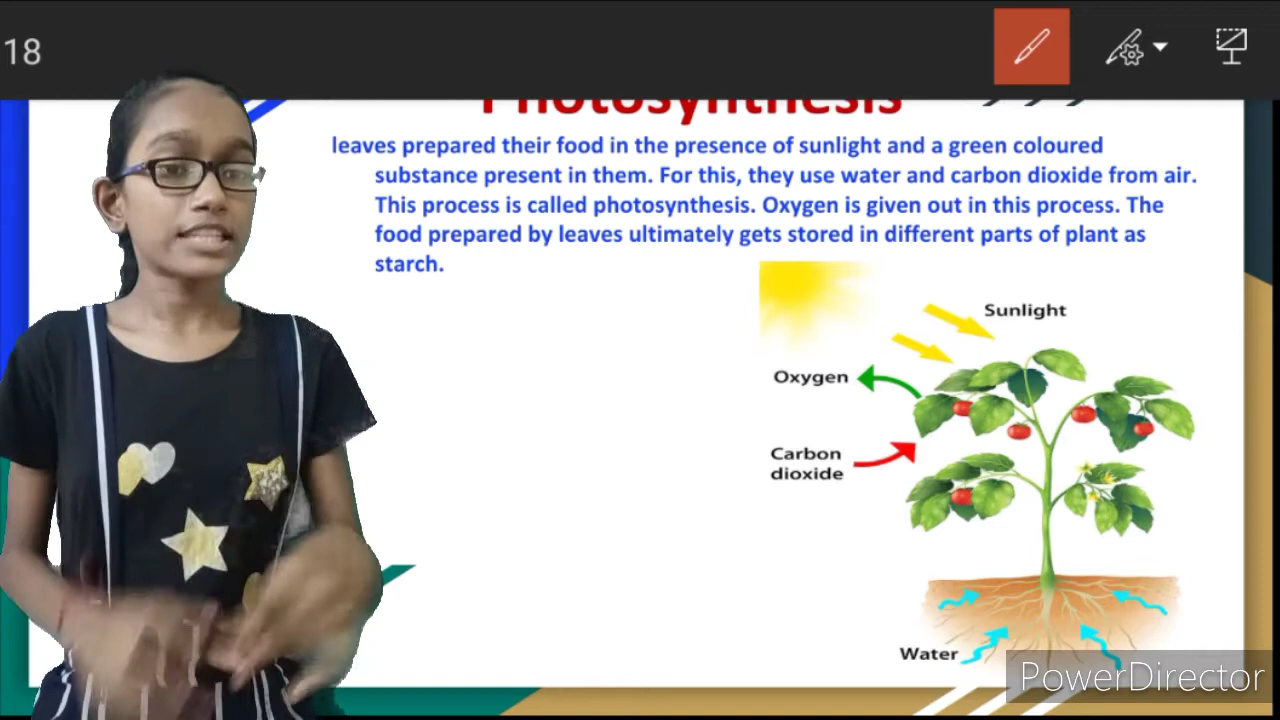 18
Photosynthesis
leaves prepared their food in the presence of sunlight and a green coloured
substance present in them. For this, they use water and carbon dioxide from air.
This process is called photosynthesis. Oxygen is given out in this process. The
food prepared by leaves ultimately gets stored in different parts of plant as
starch.
Sunlight
Oxygen
Carbon
dioxide
Water
PowerDirector